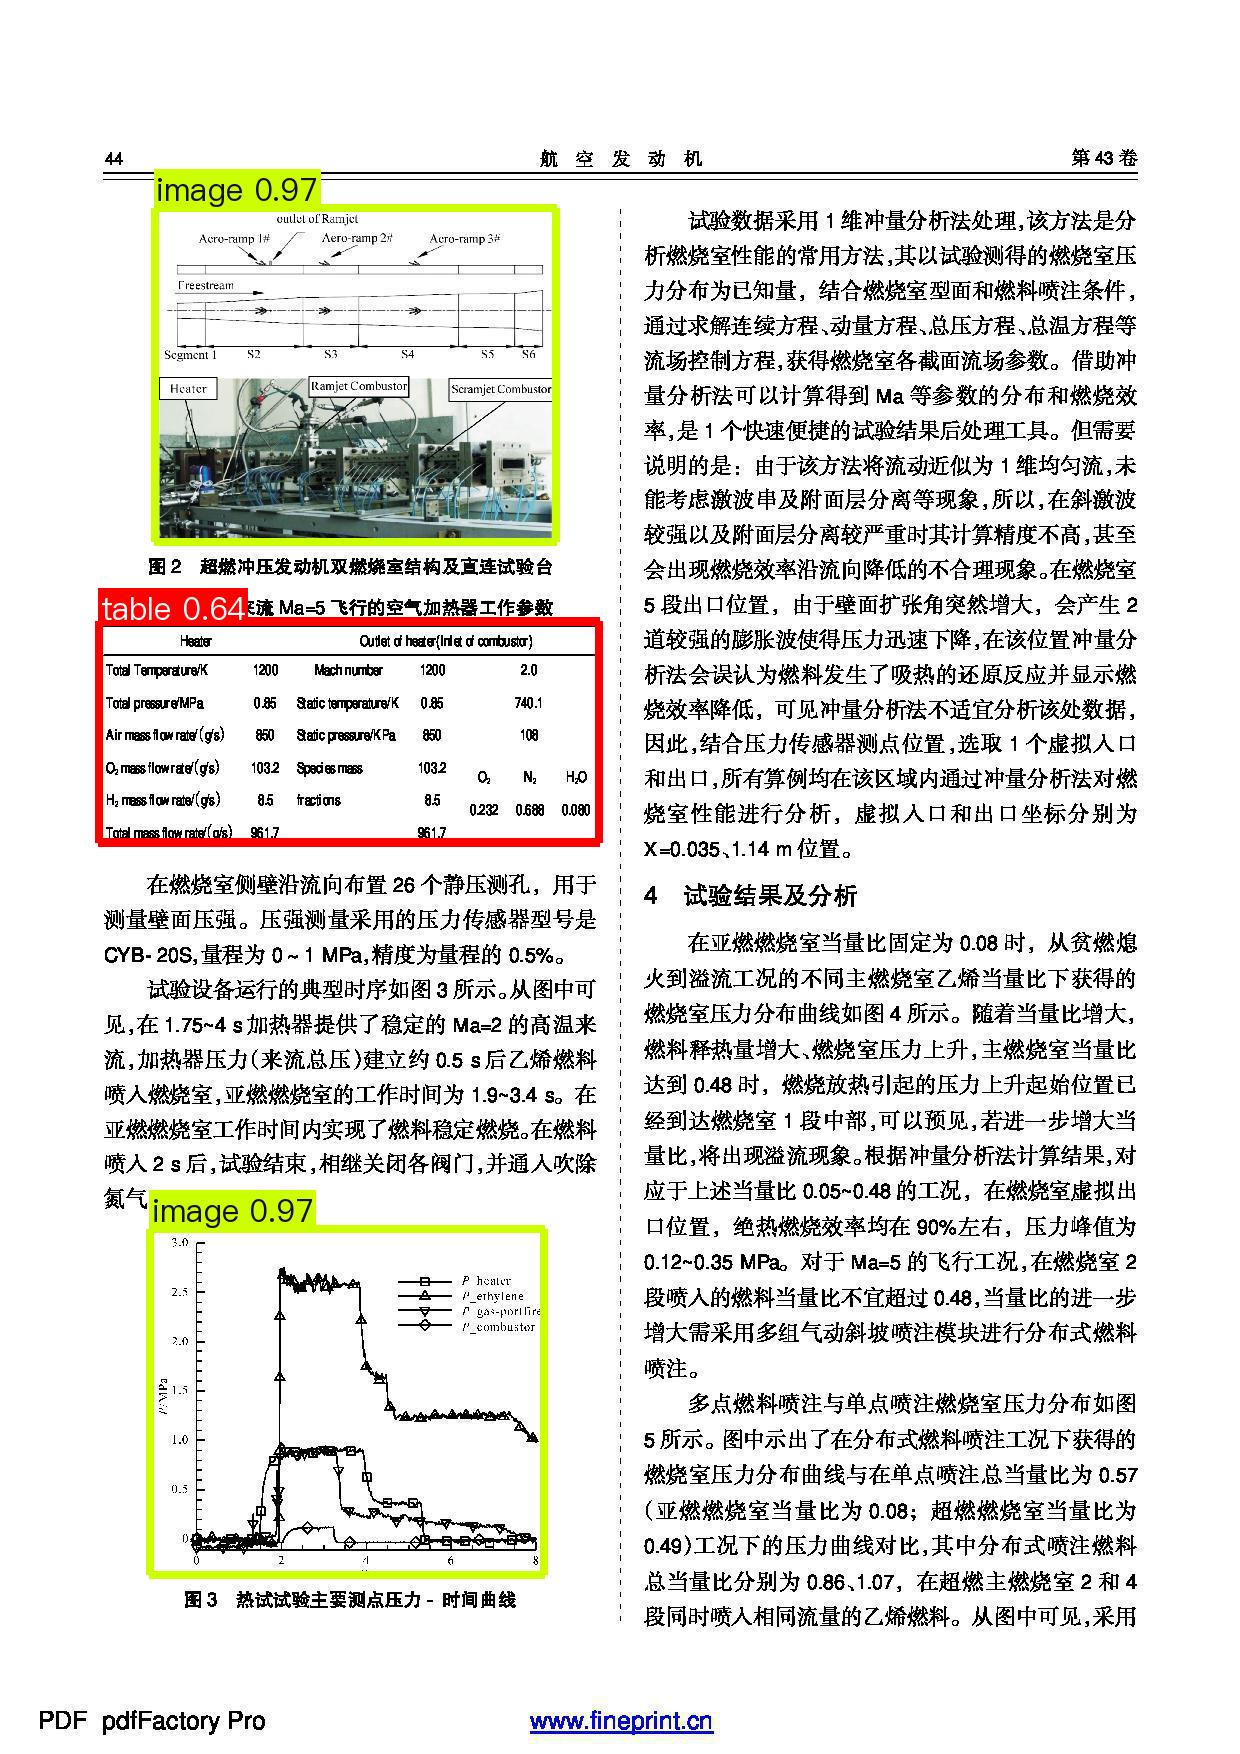 44
航 空 发 动 机
第 43 卷
image 0.97
outlet of Ramjet
Aero-ramp 1#
Aero-ramp 2#
Aero-ramp 3#
Freestream
Segment 1
S2
S3
S4
S5
S6
Heater
Ramjet Combustor
Scramjet Combustor
图 2 超燃冲压发动机双燃烧室结构及直连试验台
table 0.64
来流 Ma=5 飞行的空气加热器工作参数
Heater Outlet of heater(Inlet of combustor)
Total Temperature/K 1200 Mach number 1200 2.0
Total pressure/MPa 0.85 Static temperature/K 0.85 740.1
Air mass flow rate/(g/s) 850 Static pressure/KPa 850 108
O₂ mass flow rate/(g/s) 103.2 Species mass 103.2 O₂ N₂ H₂O
H₂ mass flow rate/(g/s) 8.5 fractions 8.5 0.232 0.688 0.080
Total mass flow rate/(g/s) 961.7 961.7
在燃烧室侧壁沿流向布置 26 个静压测孔，用于
测量壁面压强。压强测量采用的压力传感器型号是
CYB- 20S,量程为 0 ~ 1 MPa,精度为量程的 0.5%。
试验设备运行的典型时序如图 3 所示。从图中可
见,在 1.75~4 s 加热器提供了稳定的 Ma=2 的高温来
流,加热器压力(来流总压)建立约 0.5 s 后乙烯燃料
喷入燃烧室,亚燃燃烧室的工作时间为 1.9~3.4 s。在
亚燃燃烧室工作时间内实现了燃料稳定燃烧。在燃料
喷入 2 s 后,试验结束,相继关闭各阀门,并通入吹除
氮气
image 0.97
3.0
2.5
2.0
1.5
1.0
0.5
0
P/MPa
P_heater
P_ethylene
P_gas-portfire
P_combustor
0 2 4 6 8
图 3 热试试验主要测点压力 - 时间曲线
试验数据采用 1 维冲量分析法处理,该方法是分
析燃烧室性能的常用方法,其以试验测得的燃烧室压
力分布为已知量，结合燃烧室型面和燃料喷注条件，
通过求解连续方程、动量方程、总压方程、总温方程等
流场控制方程,获得燃烧室各截面流场参数。借助冲
量分析法可以计算得到 Ma 等参数的分布和燃烧效
率,是 1 个快速便捷的试验结果后处理工具。但需要
说明的是：由于该方法将流动近似为 1 维均匀流,未
能考虑激波串及附面层分离等现象,所以,在斜激波
较强以及附面层分离较严重时其计算精度不高,甚至
会出现燃烧效率沿流向降低的不合理现象。在燃烧室
5 段出口位置，由于壁面扩张角突然增大，会产生 2
道较强的膨胀波使得压力迅速下降,在该位置冲量分
析法会误认为燃料发生了吸热的还原反应并显示燃
烧效率降低，可见冲量分析法不适宜分析该处数据，
因此,结合压力传感器测点位置,选取 1 个虚拟入口
和出口,所有算例均在该区域内通过冲量分析法对燃
烧室性能进行分析，虚拟入口和出口坐标分别为
X=0.035、1.14 m 位置。
4 试验结果及分析
在亚燃燃烧室当量比固定为 0.08 时，从贫燃熄
火到溢流工况的不同主燃烧室乙烯当量比下获得的
燃烧室压力分布曲线如图 4 所示。随着当量比增大,
燃料释热量增大、燃烧室压力上升,主燃烧室当量比
达到 0.48 时，燃烧放热引起的压力上升起始位置已
经到达燃烧室 1 段中部,可以预见,若进一步增大当
量比,将出现溢流现象。根据冲量分析法计算结果,对
应于上述当量比 0.05~0.48 的工况，在燃烧室虚拟出
口位置，绝热燃烧效率均在 90%左右，压力峰值为
0.12~0.35 MPa。对于 Ma=5 的飞行工况,在燃烧室 2
段喷入的燃料当量比不宜超过 0.48,当量比的进一步
增大需采用多组气动斜坡喷注模块进行分布式燃料
喷注。
多点燃料喷注与单点喷注燃烧室压力分布如图
5 所示。图中示出了在分布式燃料喷注工况下获得的
燃烧室压力分布曲线与在单点喷注总当量比为 0.57
(亚燃燃烧室当量比为 0.08；超燃燃烧室当量比为
0.49)工况下的压力曲线对比,其中分布式喷注燃料
总当量比分别为 0.86、1.07，在超燃主燃烧室 2 和 4
段同时喷入相同流量的乙烯燃料。从图中可见,采用
PDF pdfFactory Pro
www.fineprint.cn